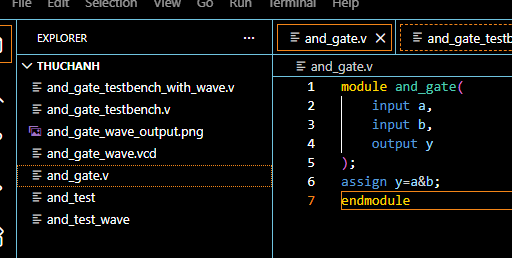 File Edit Selection View Go Run Terminal Help
EXPLORER ...
THUCHANH
and_gate_testbench_with_wave.v
and_gate_testbench.v
and_gate_wave_output.png
and_gate_wave.vcd
and_gate.v
and_test
and_test_wave
and_gate.v
and_gate_testb
and_gate.v
1 module and_gate(
2 input a,
3 input b,
4 output y
5 );
6 assign y=a&b;
7 endmodule